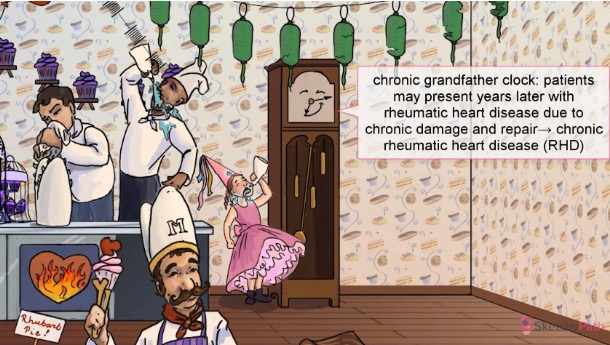 chronic grandfather clock: patients
may present years later with
rheumatic heart disease due to
chronic damage and repair→ chronic
rheumatic heart disease (RHD)
M
Rhubarb
Pie!
SketchyPath